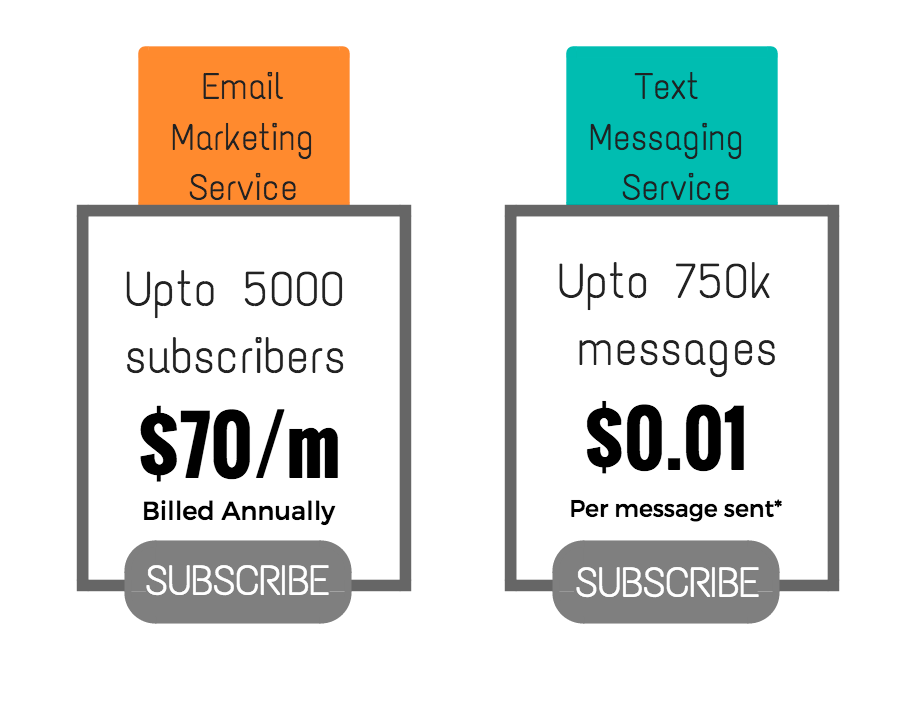 Email
Marketing
Service
Upto 5000
subscribers
$70/m
Billed Annually
SUBSCRIBE
Text
Messaging
Service
Upto 750k
messages
$0.01
Per message sent*
SUBSCRIBE